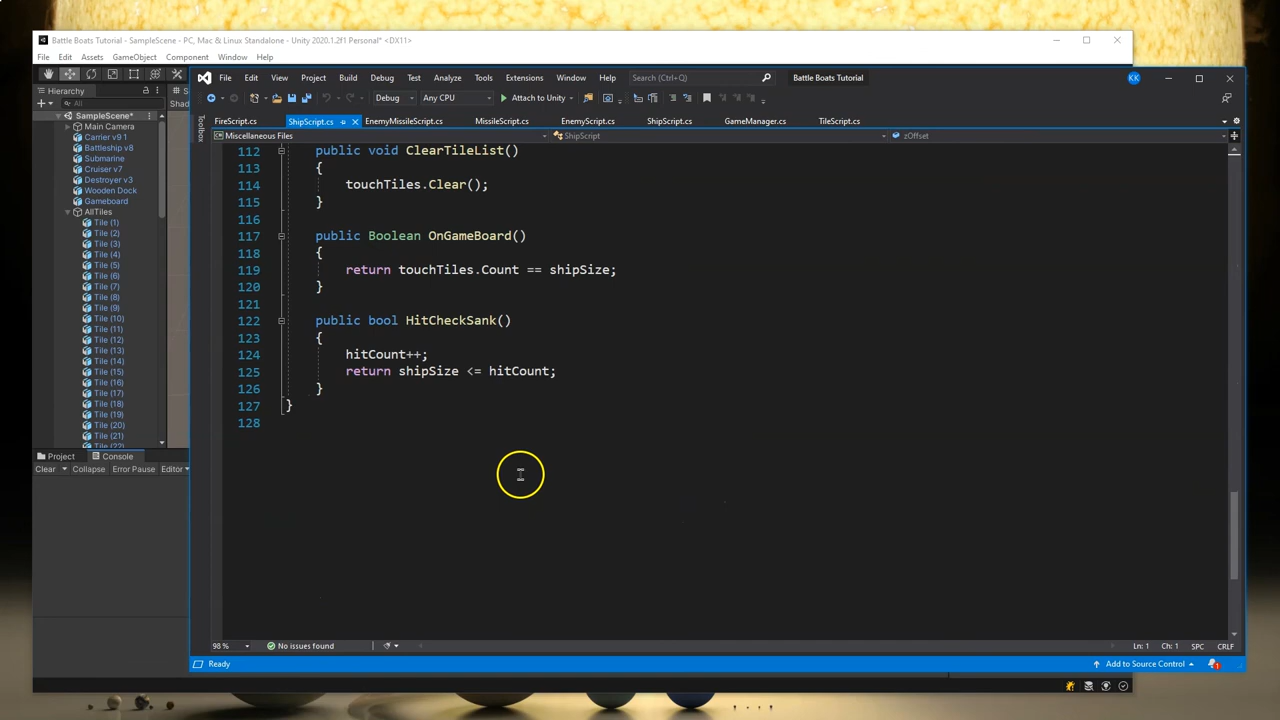 Battle Boats Tutorial - SampleScene - PC, Mac & Linux Standalone - Unity 2020.1.2f1 Personal* <DX11>
File Edit Assets GameObject Component Window Help
File Edit View Project Build Debug Test Analyze Tools Extensions Window Help Search (Ctrl+Q) Battle Boats Tutorial KK
Debug Any CPU Attach to Unity
Hierarchy
All
FireScript.cs ShipScript.cs EnemyMissileScript.cs MissileScript.cs EnemyScript.cs ShipScript.cs GameManager.cs TileScript.cs
Toolbox
Miscellaneous Files ShipScript zOffset
SampleScene*
Main Camera
Carrier v9 1
Battleship v8
Submarine
Cruiser v7
Destroyer v3
Wooden Dock
Gameboard
AllTiles
Tile (1)
Tile (2)
Tile (3)
Tile (4)
Tile (5)
Tile (6)
Tile (7)
Tile (8)
Tile (9)
Tile (10)
Tile (11)
Tile (12)
Tile (13)
Tile (14)
Tile (15)
Tile (16)
Tile (17)
Tile (18)
Tile (19)
Tile (20)
Tile (21)
Tile (22)
Project Console
Clear Collapse Error Pause Editor
112 public void ClearTileList()
113 {
114 touchTiles.Clear();
115 }
116
117 public Boolean OnGameBoard()
118 {
119 return touchTiles.Count == shipSize;
120 }
121
122 public bool HitCheckSank()
123 {
124 hitCount++;
125 return shipSize <= hitCount;
126 }
127 }
128
98 % No issues found Ln: 1 Ch: 1 SPC CRLF
Ready Add to Source Control 1